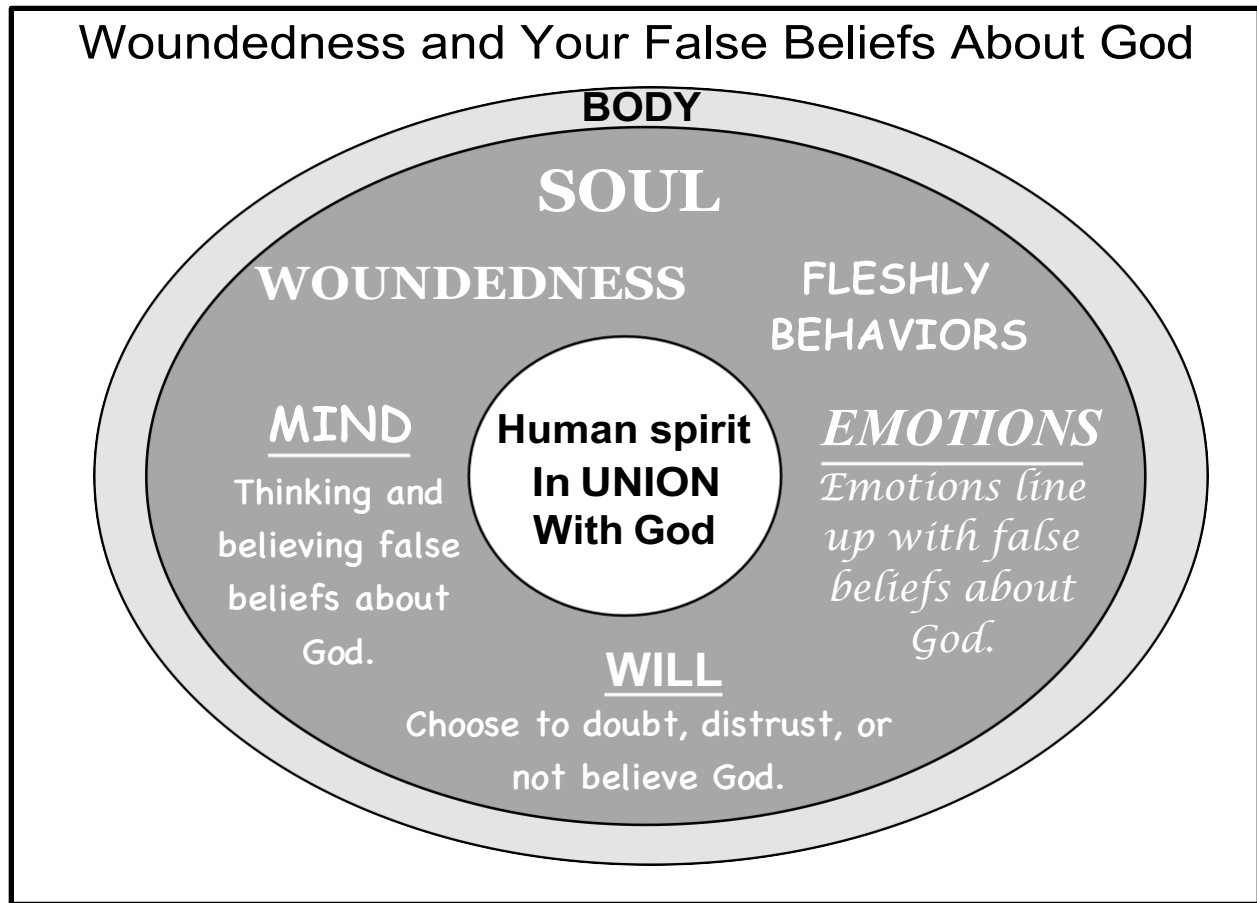 Woundedness and Your False Beliefs About God
BODY
SOUL
WOUNDEDNESS
FLESHLY
BEHAVIORS
MIND
Thinking and
believing false
beliefs about
God.
Human spirit
In UNION
With God
EMOTIONS
Emotions line
up with false
beliefs about
God.
WILL
Choose to doubt, distrust, or
not believe God.